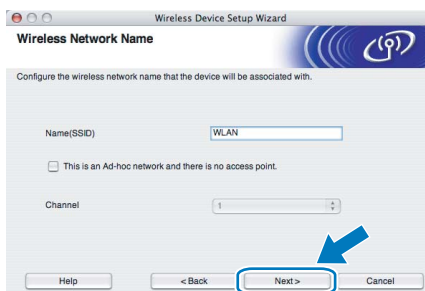 Wireless Device Setup Wizard
Wireless Network Name
Configure the wireless network name that the device will be associated with.
Name(SSID) WLAN
This is an Ad-hoc network and there is no access point.
Channel 1
Help < Back Next > Cancel